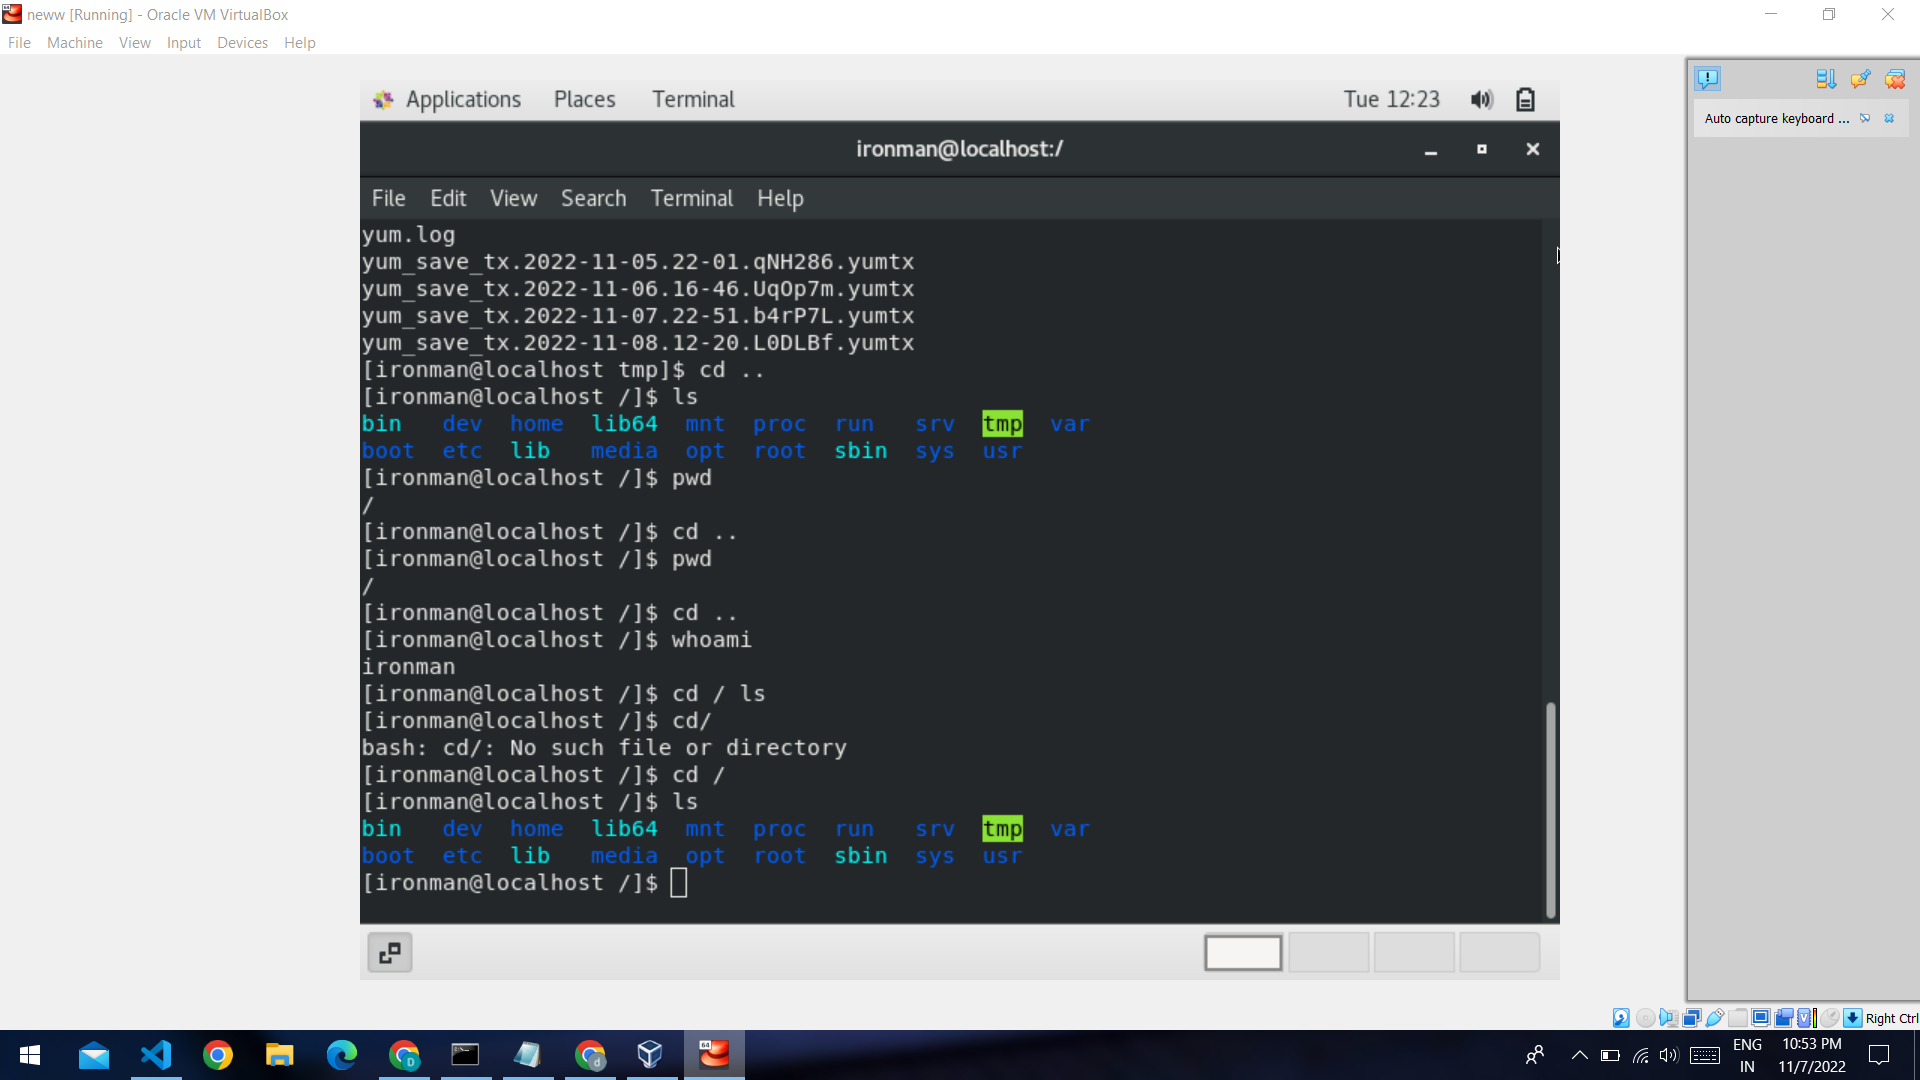 neww [Running] - Oracle VM VirtualBox
File Machine View Input Devices Help
Applications Places Terminal Tue 12:23
ironman@localhost:/
File Edit View Search Terminal Help
yum.log
yum_save_tx.2022-11-05.22-01.qNH286.yumtx
yum_save_tx.2022-11-06.16-46.UqOp7m.yumtx
yum_save_tx.2022-11-07.22-51.b4rP7L.yumtx
yum_save_tx.2022-11-08.12-20.L0DLBf.yumtx
[ironman@localhost tmp]$ cd ..
[ironman@localhost /]$ ls
bin dev home lib64 mnt proc run srv tmp var
boot etc lib media opt root sbin sys usr
[ironman@localhost /]$ pwd
/
[ironman@localhost /]$ cd ..
[ironman@localhost /]$ pwd
/
[ironman@localhost /]$ cd ..
[ironman@localhost /]$ whoami
ironman
[ironman@localhost /]$ cd / ls
[ironman@localhost /]$ cd/
bash: cd/: No such file or directory
[ironman@localhost /]$ cd /
[ironman@localhost /]$ ls
bin dev home lib64 mnt proc run srv tmp var
boot etc lib media opt root sbin sys usr
[ironman@localhost /]$
Auto capture keyboard ...
Right Ctrl
ENG
IN
10:53 PM
11/7/2022